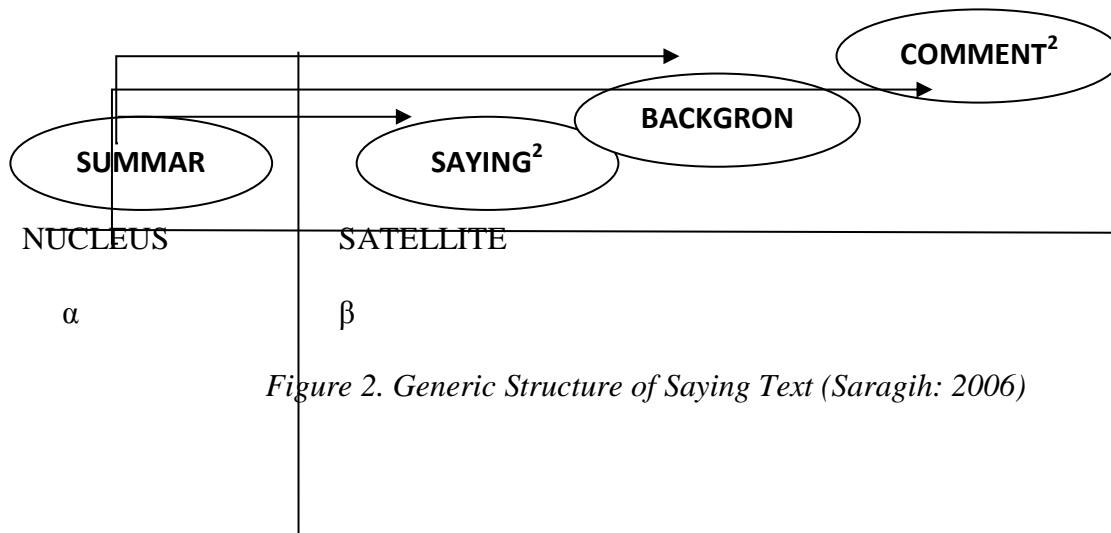 COMMENT²
BACKGRON
SUMMAR
SAYING²
NUCLEUS SATELLITE
α β
Figure 2. Generic Structure of Saying Text (Saragih: 2006)